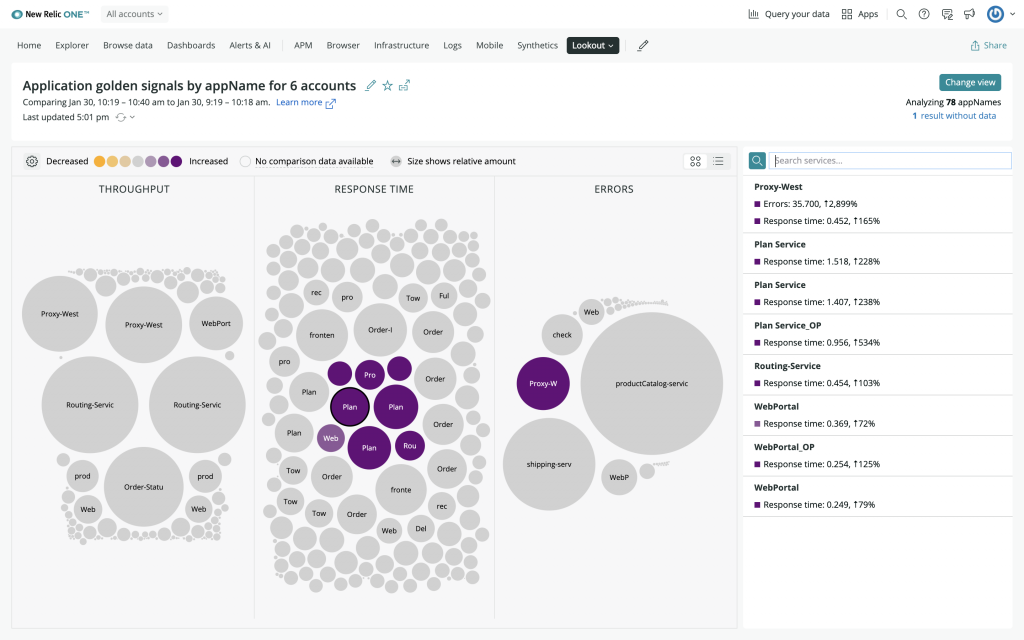 New Relic ONE™
All accounts
Query your data
Apps
Home
Explorer
Browse data
Dashboards
Alerts & AI
APM
Browser
Infrastructure
Logs
Mobile
Synthetics
Lookout
Share
Application golden signals by appName for 6 accounts
Comparing Jan 30, 10:19 – 10:40 am to Jan 30, 9:19 – 10:18 am. Learn more
Last updated 5:01 pm
Change view
Analyzing 78 appNames
1 result without data
Decreased
Increased
No comparison data available
Size shows relative amount
THROUGHPUT
Proxy-West
Proxy-West
WebPort
Routing-Servic
Routing-Servic
prod
Order-Statu
prod
Web
Web
RESPONSE TIME
rec
pro
Tow
Ful
fronten
Order-I
Order
pro
Pro
Order
Plan
Plan
Plan
Order
Plan
Web
Plan
Rou
Tow
Order
Order
fronte
Tow
Tow
Order
rec
Web
Del
ERRORS
Web
check
Proxy-W
productCatalog-servic
shipping-serv
WebP
Search services...
Proxy-West
Errors: 35.700, ↑2,899%
Response time: 0.452, ↑165%
Plan Service
Response time: 1.518, ↑228%
Plan Service
Response time: 1.407, ↑238%
Plan Service_OP
Response time: 0.956, ↑534%
Routing-Service
Response time: 0.454, ↑103%
WebPortal
Response time: 0.369, ↑72%
WebPortal_OP
Response time: 0.254, ↑125%
WebPortal
Response time: 0.249, ↑79%